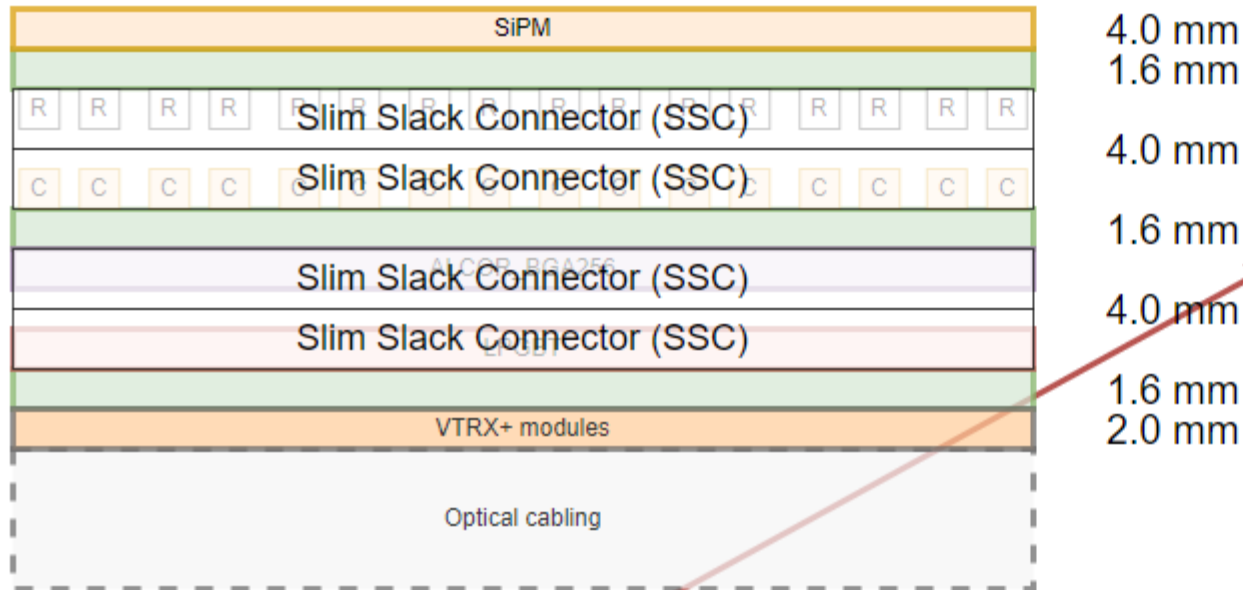 SiPM 4.0 mm
1.6 mm
R R R R R R R R R R R R R R
Slim Slack Connector (SSC)
4.0 mm
Slim Slack Connector (SSC)
C C C C C C C C C C C C C C
1.6 mm
ALCOR_BGA256
Slim Slack Connector (SSC)
4.0 mm
Slim Slack Connector (SSC)
LPGBT
1.6 mm
VTRX+ modules 2.0 mm
Optical cabling